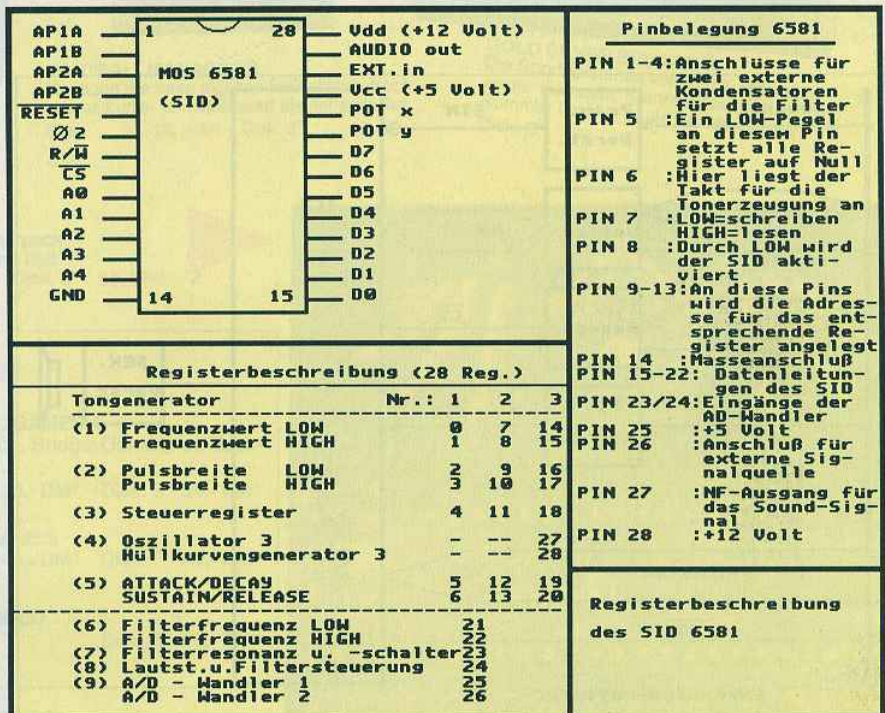 AP1A 1 28 Vdd (+12 Volt)
AP1B AUDIO out
AP2A MOS 6581 EXT.in
AP2B (SID) Vcc (+5 Volt)
RESET POT x
Ø 2 POT y
R/W D7
CS D6
A0 D5
A1 D4
A2 D3
A3 D2
A4 D1
GND 14 15 D0
Registerbeschreibung (28 Reg.)
Tongenerator Nr.: 1 2 3
(1) Frequenzwert LOW 0 7 14
Frequenzwert HIGH 1 8 15
(2) Pulsbreite LOW 2 9 16
Pulsbreite HIGH 3 10 17
(3) Steuerregister 4 11 18
(4) Oszillator 3 - -- 27
Hüllkurvengenerator 3 - -- 28
(5) ATTACK/DECAY 5 12 19
SUSTAIN/RELEASE 6 13 20
(6) Filterfrequenz LOW 21
Filterfrequenz HIGH 22
(7) Filterresonanz u. -schalter23
(8) Lautst.u.Filtersteuerung 24
(9) A/D - Wandler 1 25
A/D - Wandler 2 26
Pinbelegung 6581
PIN 1-4:Anschlüsse für
zwei externe
Kondensatoren
für die Filter
PIN 5 :Ein LOW-Pegel
an diesem Pin
setzt alle Re-
gister auf Null
PIN 6 :Hier liegt der
Takt für die
Tonerzeugung an
PIN 7 :LOW=schreiben
HIGH=lesen
PIN 8 :Durch LOW wird
der SID akti-
viert
PIN 9-13:An diese Pins
wird die Adres-
se für das ent-
sprechende Re-
gister angelegt
PIN 14 :Masseanschluß
PIN 15-22: Datenleitun-
gen des SID
PIN 23/24:Eingänge der
AD-Wandler
PIN 25 :+5 Volt
PIN 26 :Anschluß für
externe Sig-
nalquelle
PIN 27 :NF-Ausgang für
das Sound-Sig-
nal
PIN 28 :+12 Volt
Registerbeschreibung
des SID 6581